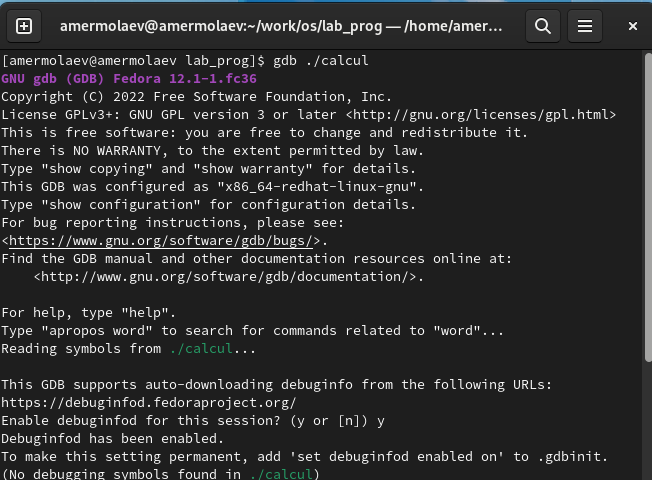 amermolaev@amermolaev:~/work/os/lab_prog — /home/amer...
[amermolaev@amermolaev lab_prog]$ gdb ./calcul
GNU gdb (GDB) Fedora 12.1-1.fc36
Copyright (C) 2022 Free Software Foundation, Inc.
License GPLv3+: GNU GPL version 3 or later <http://gnu.org/licenses/gpl.html>
This is free software: you are free to change and redistribute it.
There is NO WARRANTY, to the extent permitted by law.
Type "show copying" and "show warranty" for details.
This GDB was configured as "x86_64-redhat-linux-gnu".
Type "show configuration" for configuration details.
For bug reporting instructions, please see:
<https://www.gnu.org/software/gdb/bugs/>.
Find the GDB manual and other documentation resources online at:
    <http://www.gnu.org/software/gdb/documentation/>.

For help, type "help".
Type "apropos word" to search for commands related to "word"...
Reading symbols from ./calcul...

This GDB supports auto-downloading debuginfo from the following URLs:
https://debuginfod.fedoraproject.org/
Enable debuginfod for this session? (y or [n]) y
Debuginfod has been enabled.
To make this setting permanent, add 'set debuginfod enabled on' to .gdbinit.
(No debugging symbols found in ./calcul)